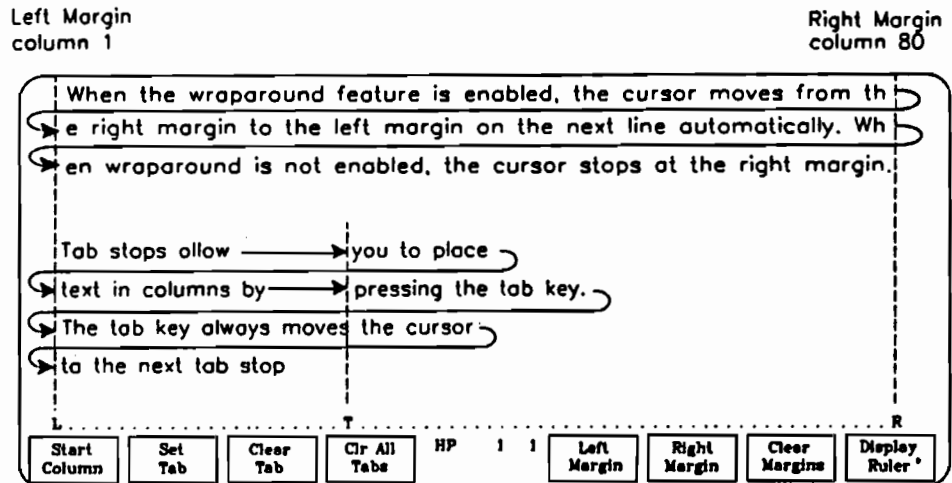 Left Margin Right Margin
column 1 column 80
When the wraparound feature is enabled, the cursor moves from th
e right margin to the left margin on the next line automatically. Wh
en wraparound is not enabled, the cursor stops at the right margin.
Tab stops allow you to place
text in columns by pressing the tab key.
The tab key always moves the cursor
to the next tab stop
L T R
Start Set Clear Clr All HP 1 1 Left Right Clear Display
Column Tab Tab Tabs Margin Margin Margins Ruler